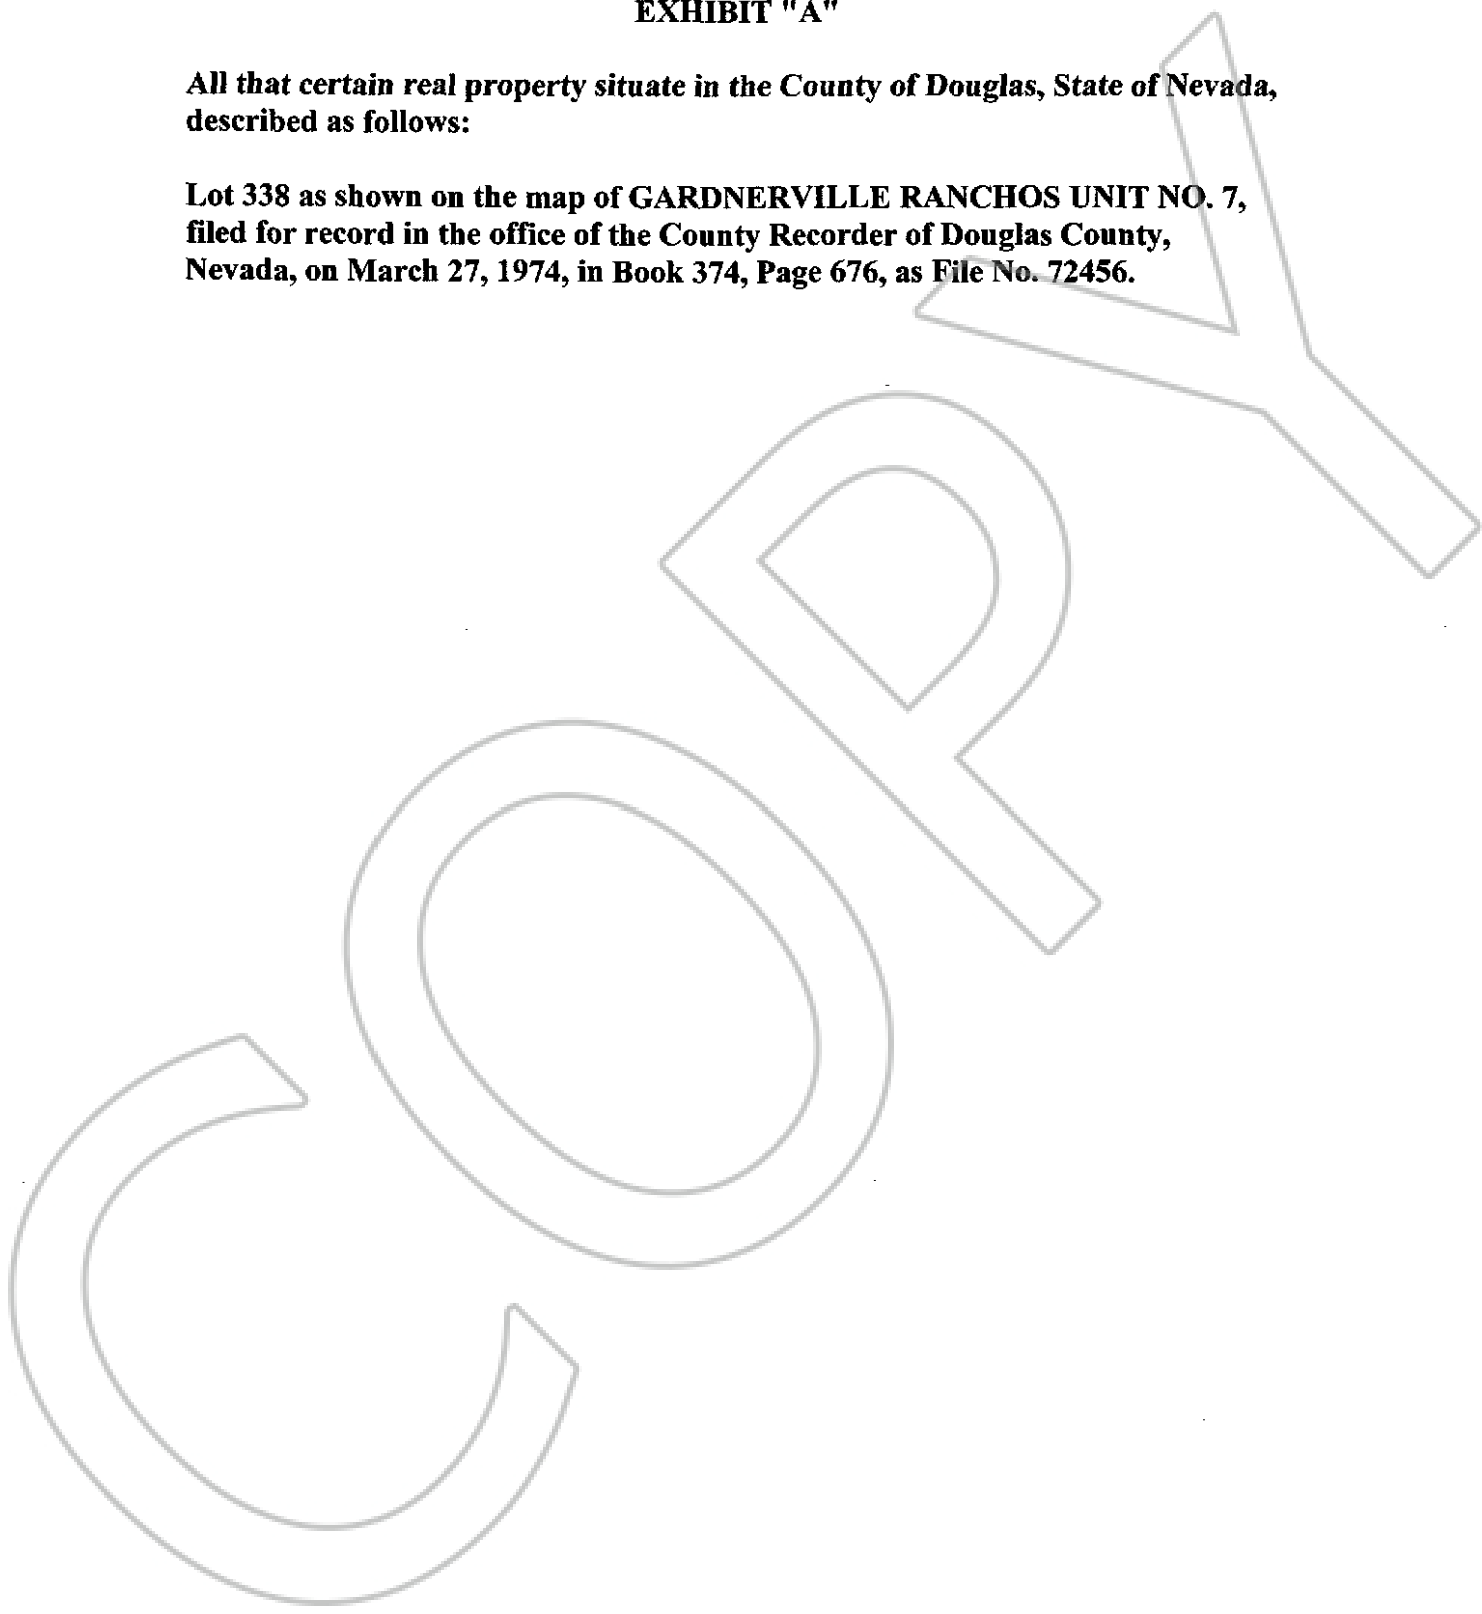 EXHIBIT "A"
All that certain real property situate in the County of Douglas, State of Nevada,
described as follows:
Lot 338 as shown on the map of GARDNERVILLE RANCHOS UNIT NO. 7,
filed for record in the office of the County Recorder of Douglas County,
Nevada, on March 27, 1974, in Book 374, Page 676, as File No. 72456.
COPY